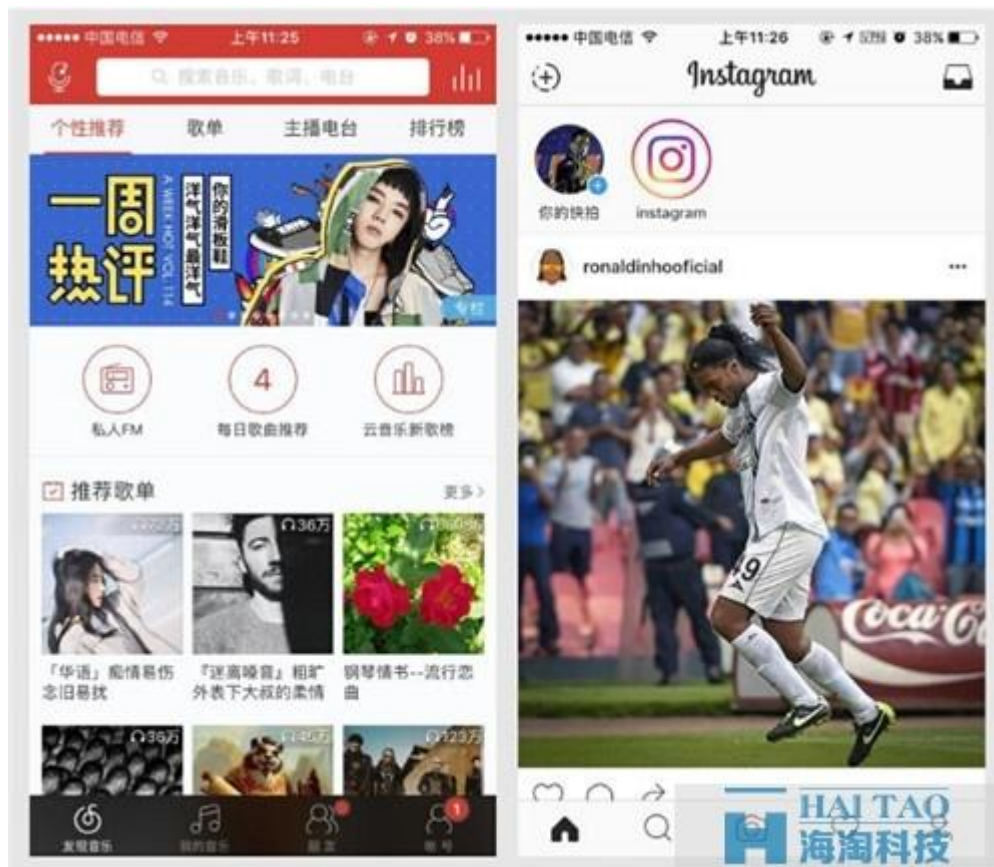 中国电信 上午11:25 38%
搜索音乐、歌词、电台
个性推荐 歌单 主播电台 排行榜
一周
热评
A WEEK HOT VOL.114
洋气洋气最洋气
你的滑板鞋
专栏
4
私人FM 每日歌曲推荐 云音乐新歌榜
推荐歌单 更多>
36万
「华语」痴情易伤
念旧易扰
『迷离嗓音』粗旷
外表下大叔的柔情
钢琴情书--流行恋
曲
36万 45万 123万
发现音乐 我的音乐 朋友 帐号
1
中国电信 上午11:26 38%
Instagram
你的快拍 instagram
ronaldinhooficial
49
Coca-Co
HAI TAO
海淘科技